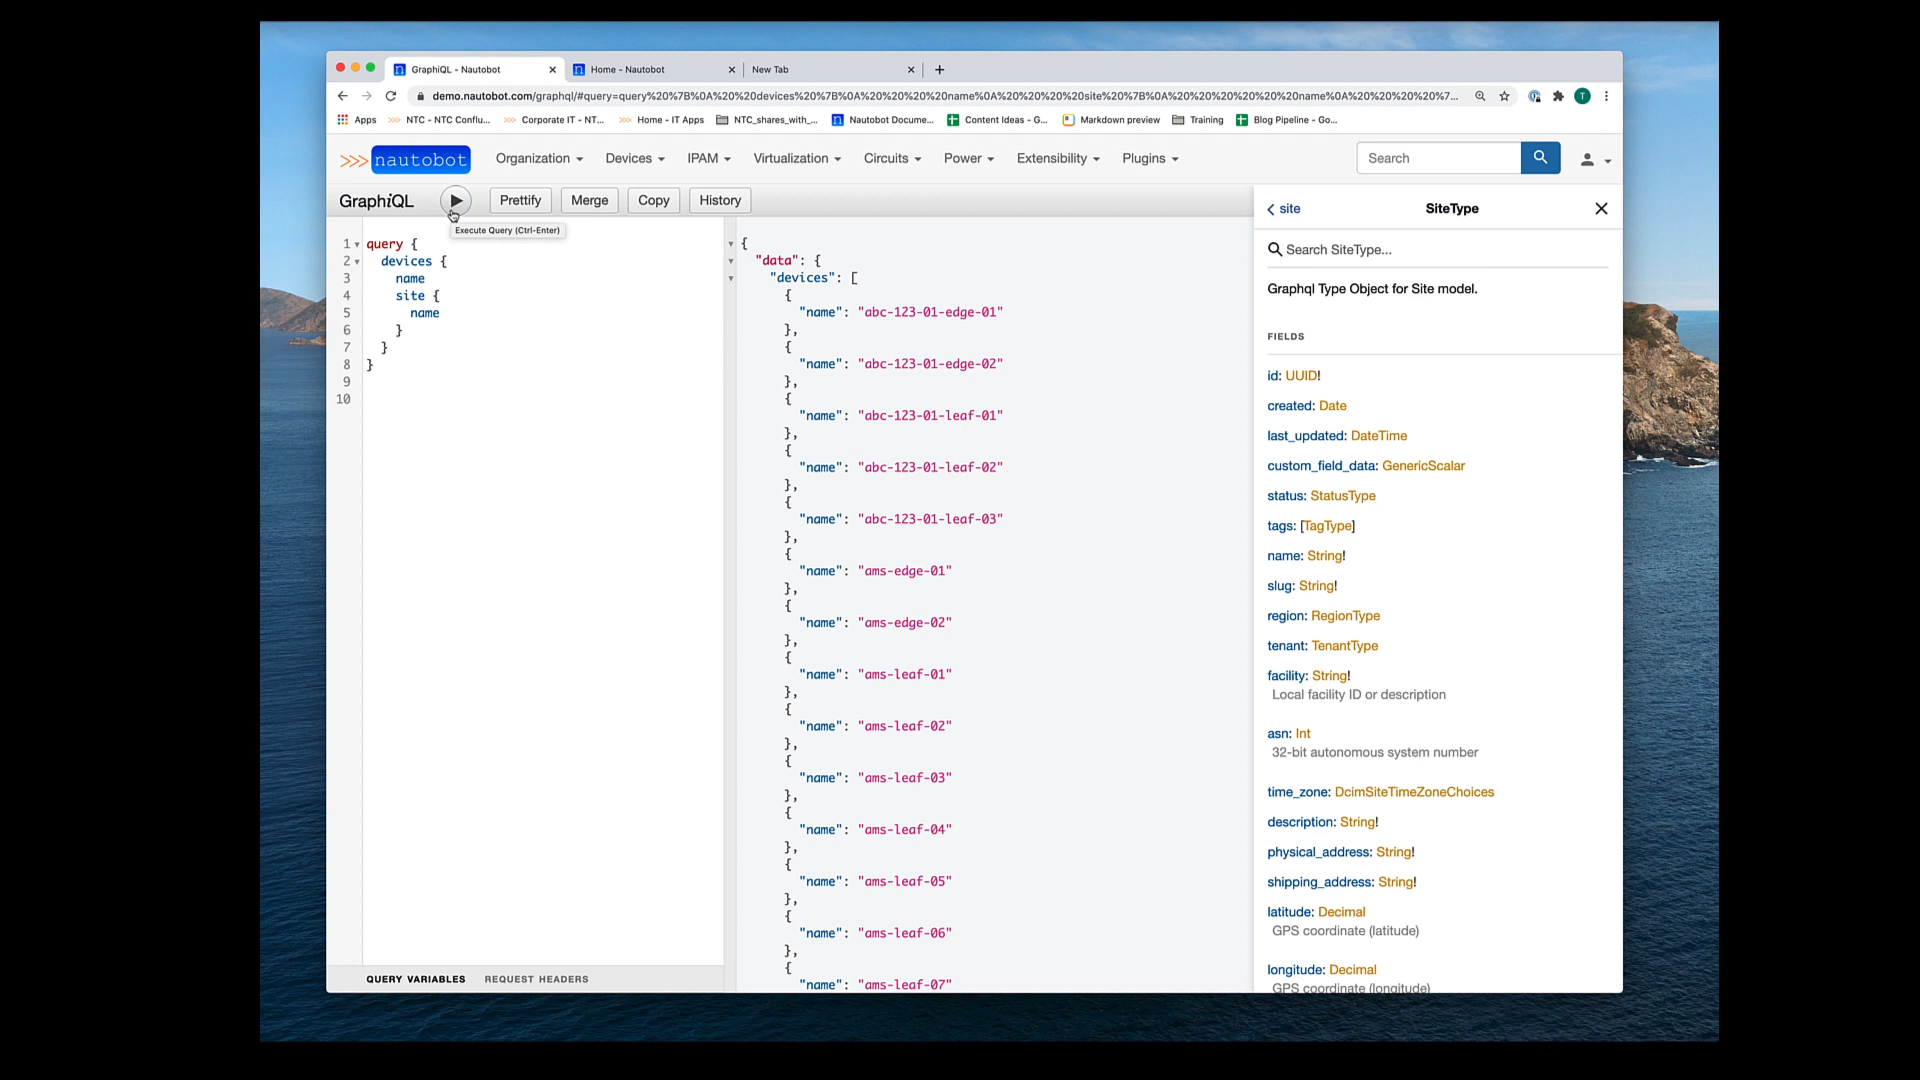 GraphiQL - Nautobot
Home - Nautobot
New Tab
demo.nautobot.com/graphql/#query=query%20%7B%0A%20%20devices%20%7B%0A%20%20%20%20name%0A%20%20%20%20site%20%7B%0A%20%20%20%20%20%20name%0A%20%20%20%20%7...
T
Apps
NTC - NTC Conflu...
Corporate IT - NT...
Home - IT Apps
NTC_shares_with_...
Nautobot Docume...
Content Ideas - G...
Markdown preview
Training
Blog Pipeline - Go...
nautobot
Organization
Devices
IPAM
Virtualization
Circuits
Power
Extensibility
Plugins
Search
GraphiQL
Prettify
Merge
Copy
History
Execute Query (Ctrl-Enter)
1 query {
2 devices {
3 name
4 site {
5 name
6 }
7 }
8 }
9
10
{
"data": {
"devices": [
{
"name": "abc-123-01-edge-01"
},
{
"name": "abc-123-01-edge-02"
},
{
"name": "abc-123-01-leaf-01"
},
{
"name": "abc-123-01-leaf-02"
},
{
"name": "abc-123-01-leaf-03"
},
{
"name": "ams-edge-01"
},
{
"name": "ams-edge-02"
},
{
"name": "ams-leaf-01"
},
{
"name": "ams-leaf-02"
},
{
"name": "ams-leaf-03"
},
{
"name": "ams-leaf-04"
},
{
"name": "ams-leaf-05"
},
{
"name": "ams-leaf-06"
},
{
"name": "ams-leaf-07"
site
SiteType
Search SiteType...
Graphql Type Object for Site model.
FIELDS
id: UUID!
created: Date
last_updated: DateTime
custom_field_data: GenericScalar
status: StatusType
tags: [TagType]
name: String!
slug: String!
region: RegionType
tenant: TenantType
facility: String!
Local facility ID or description
asn: Int
32-bit autonomous system number
time_zone: DcimSiteTimeZoneChoices
description: String!
physical_address: String!
shipping_address: String!
latitude: Decimal
GPS coordinate (latitude)
longitude: Decimal
GPS coordinate (longitude)
QUERY VARIABLES
REQUEST HEADERS